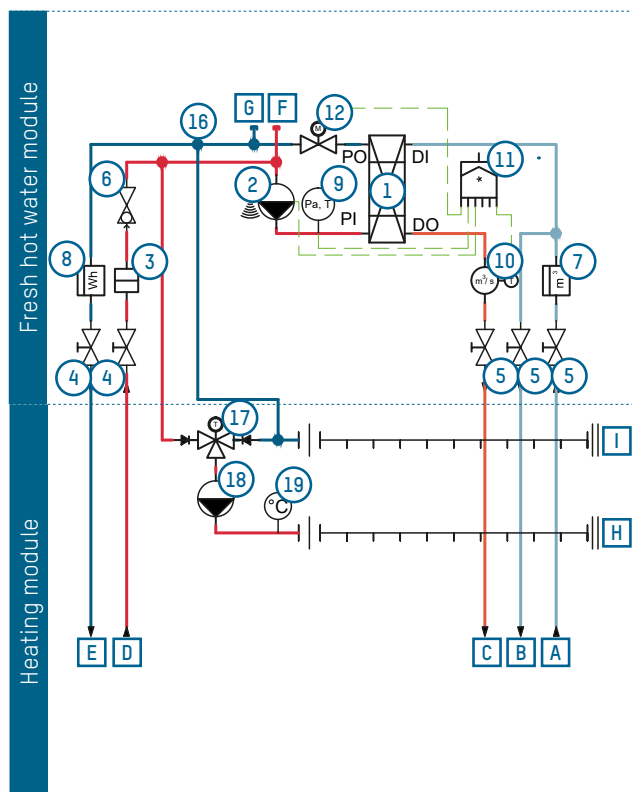 Fresh hot water module
Heating module
G
F
16
12
M
PO
DI
11
*
6
2
9
Pa, T
1
PI
DO
8
Wh
3
10
m³/s
T
7
m³
4
4
5
5
5
17
T
I
18
19
°C
H
E
D
C
B
A